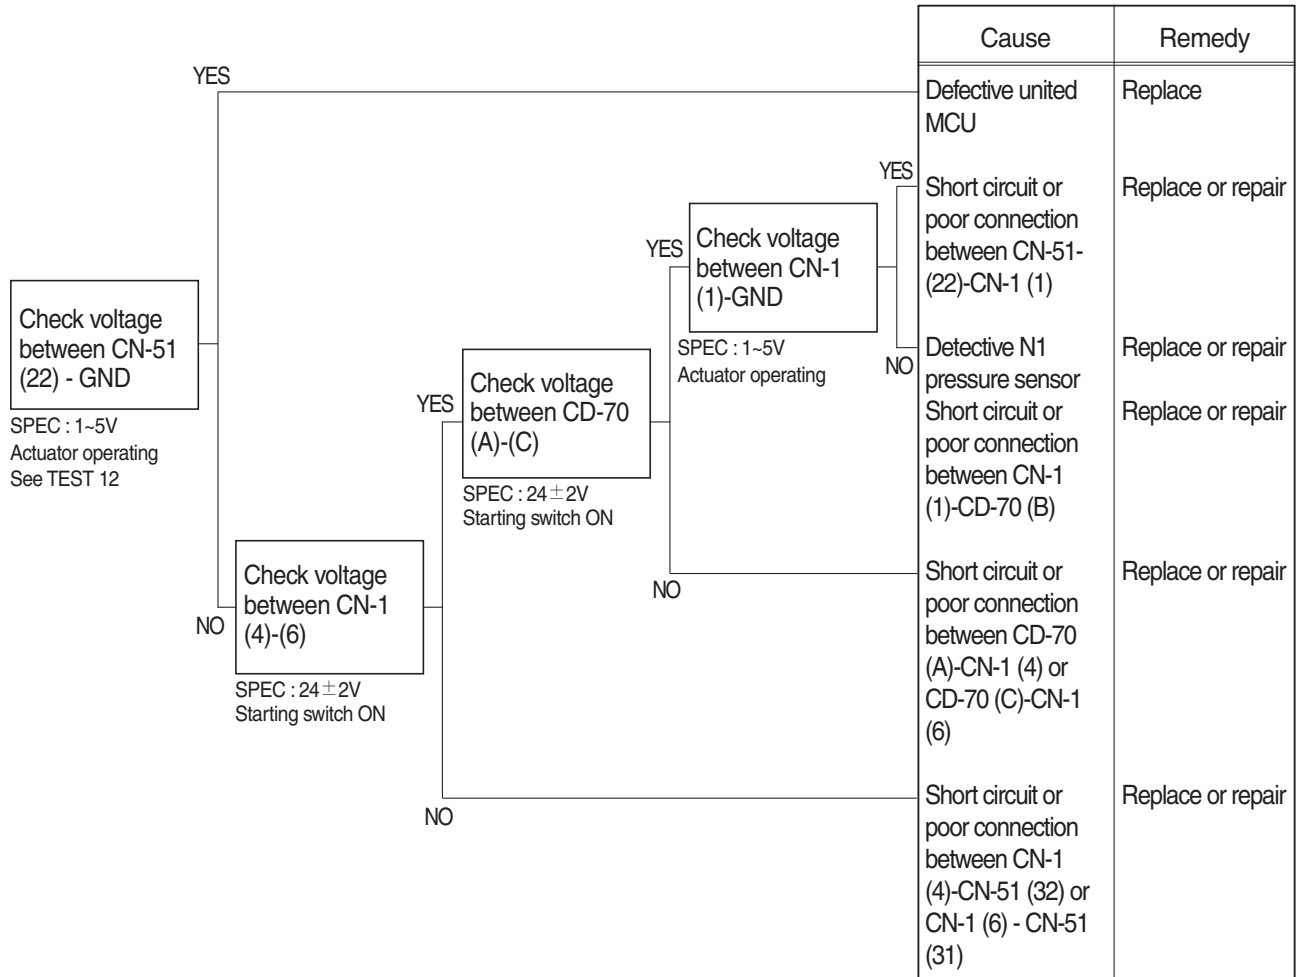 Cause
Remedy
YES
Defective united
MCU
Replace
YES
Short circuit or
poor connection
between CN-51-
(22)-CN-1 (1)
Replace or repair
YES
Check voltage
between CN-1
(1)-GND
SPEC : 1~5V
Actuator operating
NO
Detective N1
pressure sensor
Replace or repair
Short circuit or
poor connection
between CN-1
(1)-CD-70 (B)
Replace or repair
Check voltage
between CN-51
(22) - GND
SPEC : 1~5V
Actuator operating
See TEST 12
YES
Check voltage
between CD-70
(A)-(C)
SPEC : 24±2V
Starting switch ON
NO
Short circuit or
poor connection
between CD-70
(A)-CN-1 (4) or
CD-70 (C)-CN-1
(6)
Replace or repair
NO
Check voltage
between CN-1
(4)-(6)
SPEC : 24±2V
Starting switch ON
NO
Short circuit or
poor connection
between CN-1
(4)-CN-51 (32) or
CN-1 (6) - CN-51
(31)
Replace or repair